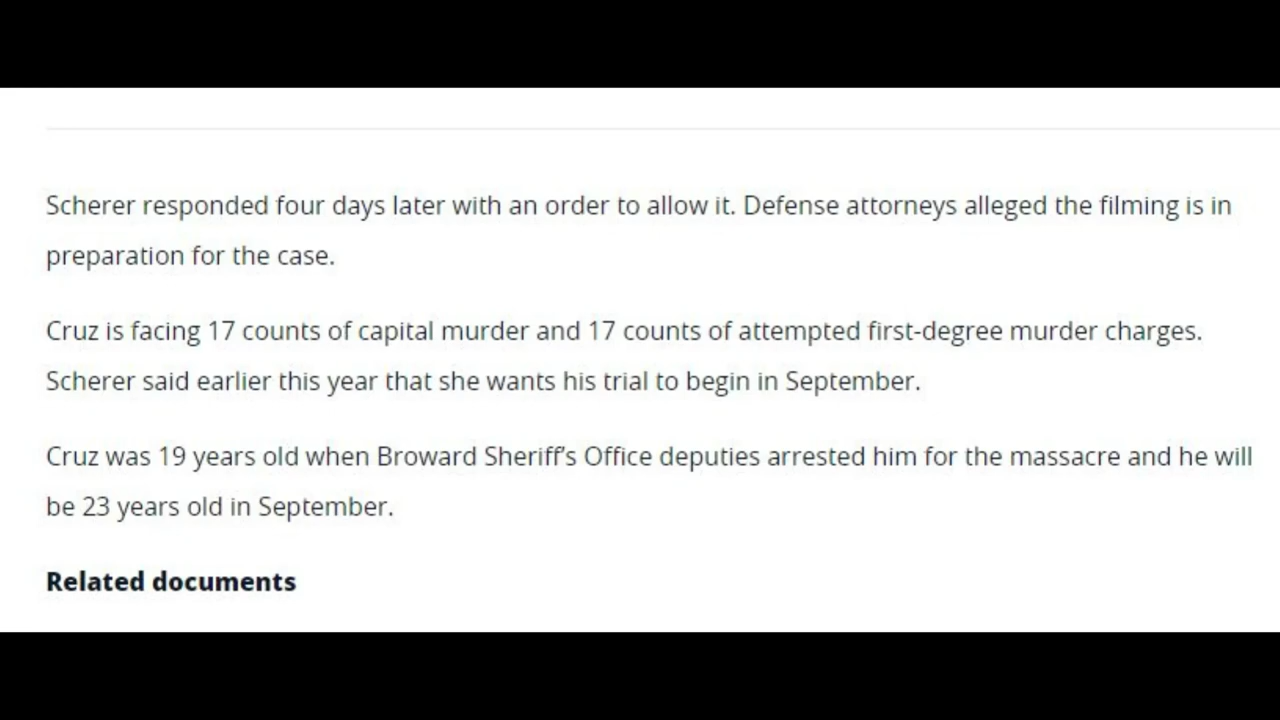 Scherer responded four days later with an order to allow it. Defense attorneys alleged the filming is in
preparation for the case.
Cruz is facing 17 counts of capital murder and 17 counts of attempted first-degree murder charges.
Scherer said earlier this year that she wants his trial to begin in September.
Cruz was 19 years old when Broward Sheriff’s Office deputies arrested him for the massacre and he will
be 23 years old in September.
Related documents